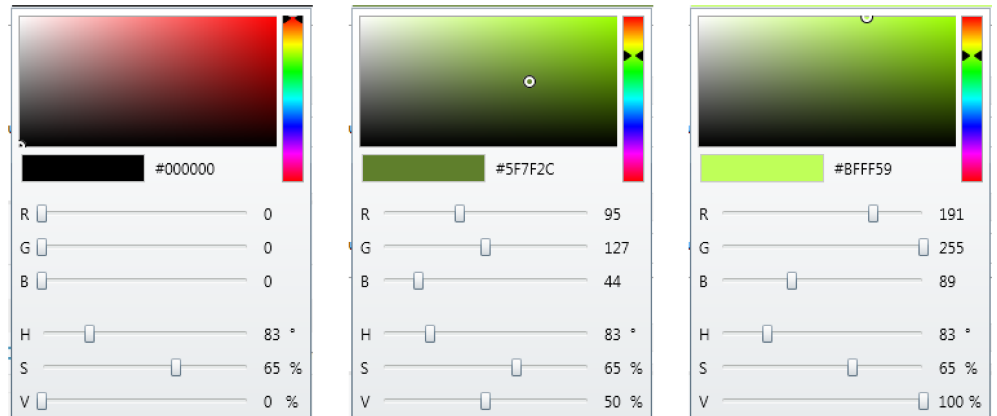 #000000
R 0
G 0
B 0
H 83 °
S 65 %
V 0 %
#5F7F2C
R 95
G 127
B 44
H 83 °
S 65 %
V 50 %
#BFFF59
R 191
G 255
B 89
H 83 °
S 65 %
V 100 %